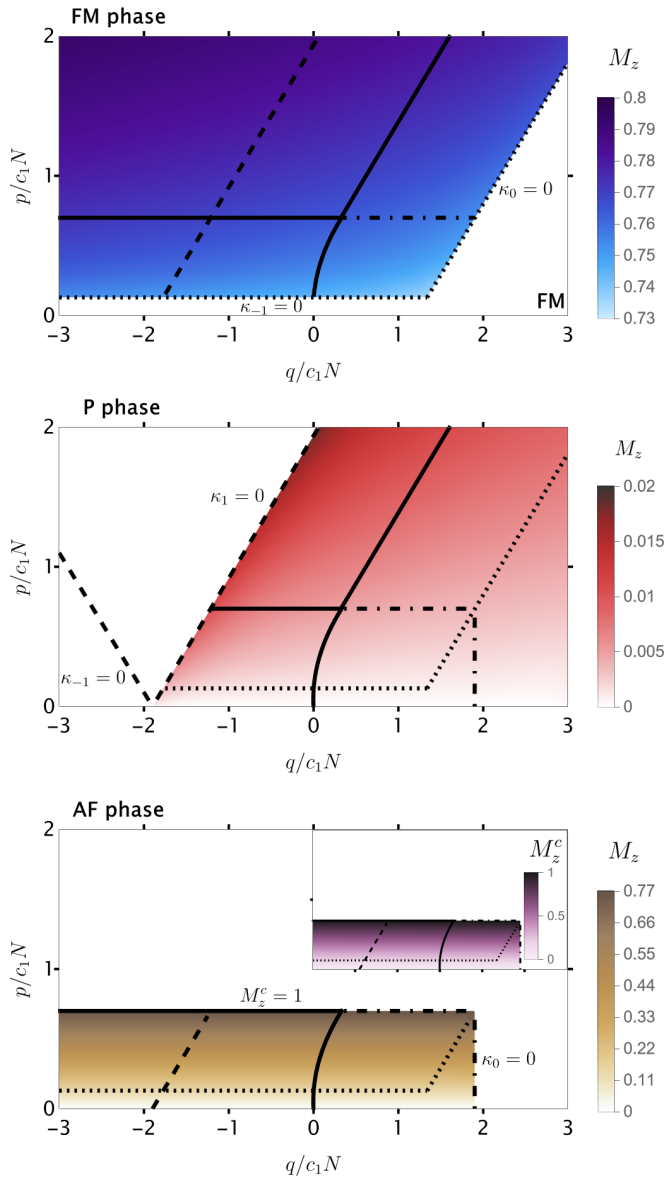 FM phase
2
1
0
p/c₁N
κ₀ = 0
κ₋₁ = 0
FM
−3 −2 −1 0 1 2 3
q/c₁N
M_z
0.8
0.79
0.78
0.77
0.76
0.75
0.74
0.73
P phase
2
1
0
p/c₁N
κ₁ = 0
κ₋₁ = 0
−3 −2 −1 0 1 2 3
q/c₁N
M_z
0.02
0.015
0.01
0.005
0
AF phase
2
1
0
p/c₁N
M_z^c
1
0.5
0
M_z^c = 1
κ₀ = 0
−3 −2 −1 0 1 2 3
q/c₁N
M_z
0.77
0.66
0.55
0.44
0.33
0.22
0.11
0